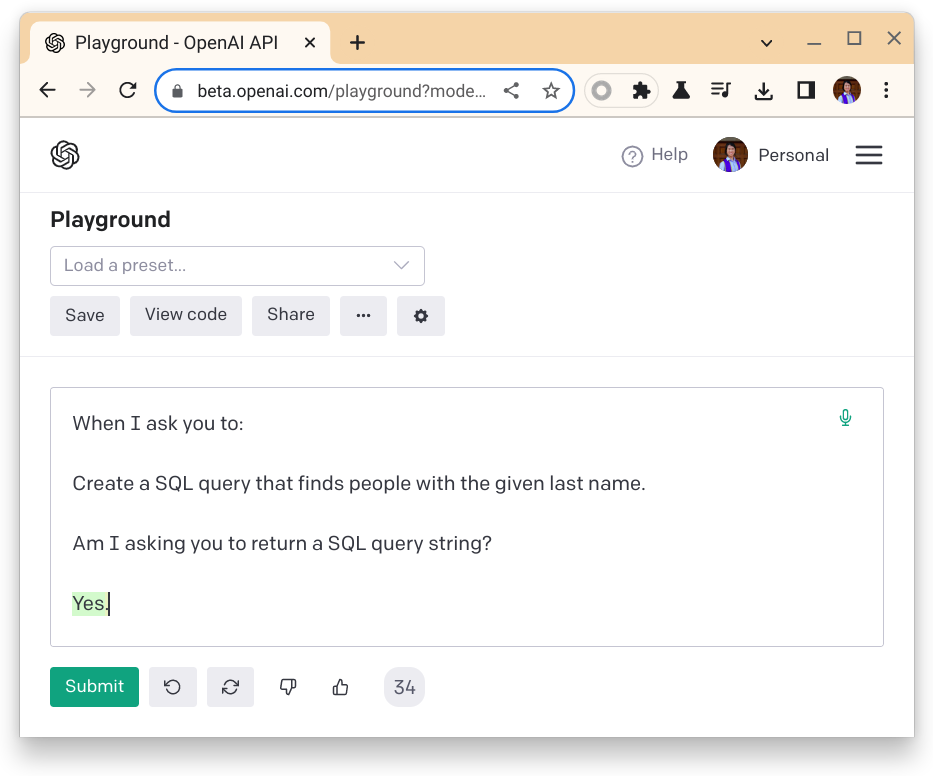 Playground - OpenAI API
beta.openai.com/playground?mode...
Help
Personal
Playground
Load a preset...
Save
View code
Share
When I ask you to:
Create a SQL query that finds people with the given last name.
Am I asking you to return a SQL query string?
Yes.
Submit
34